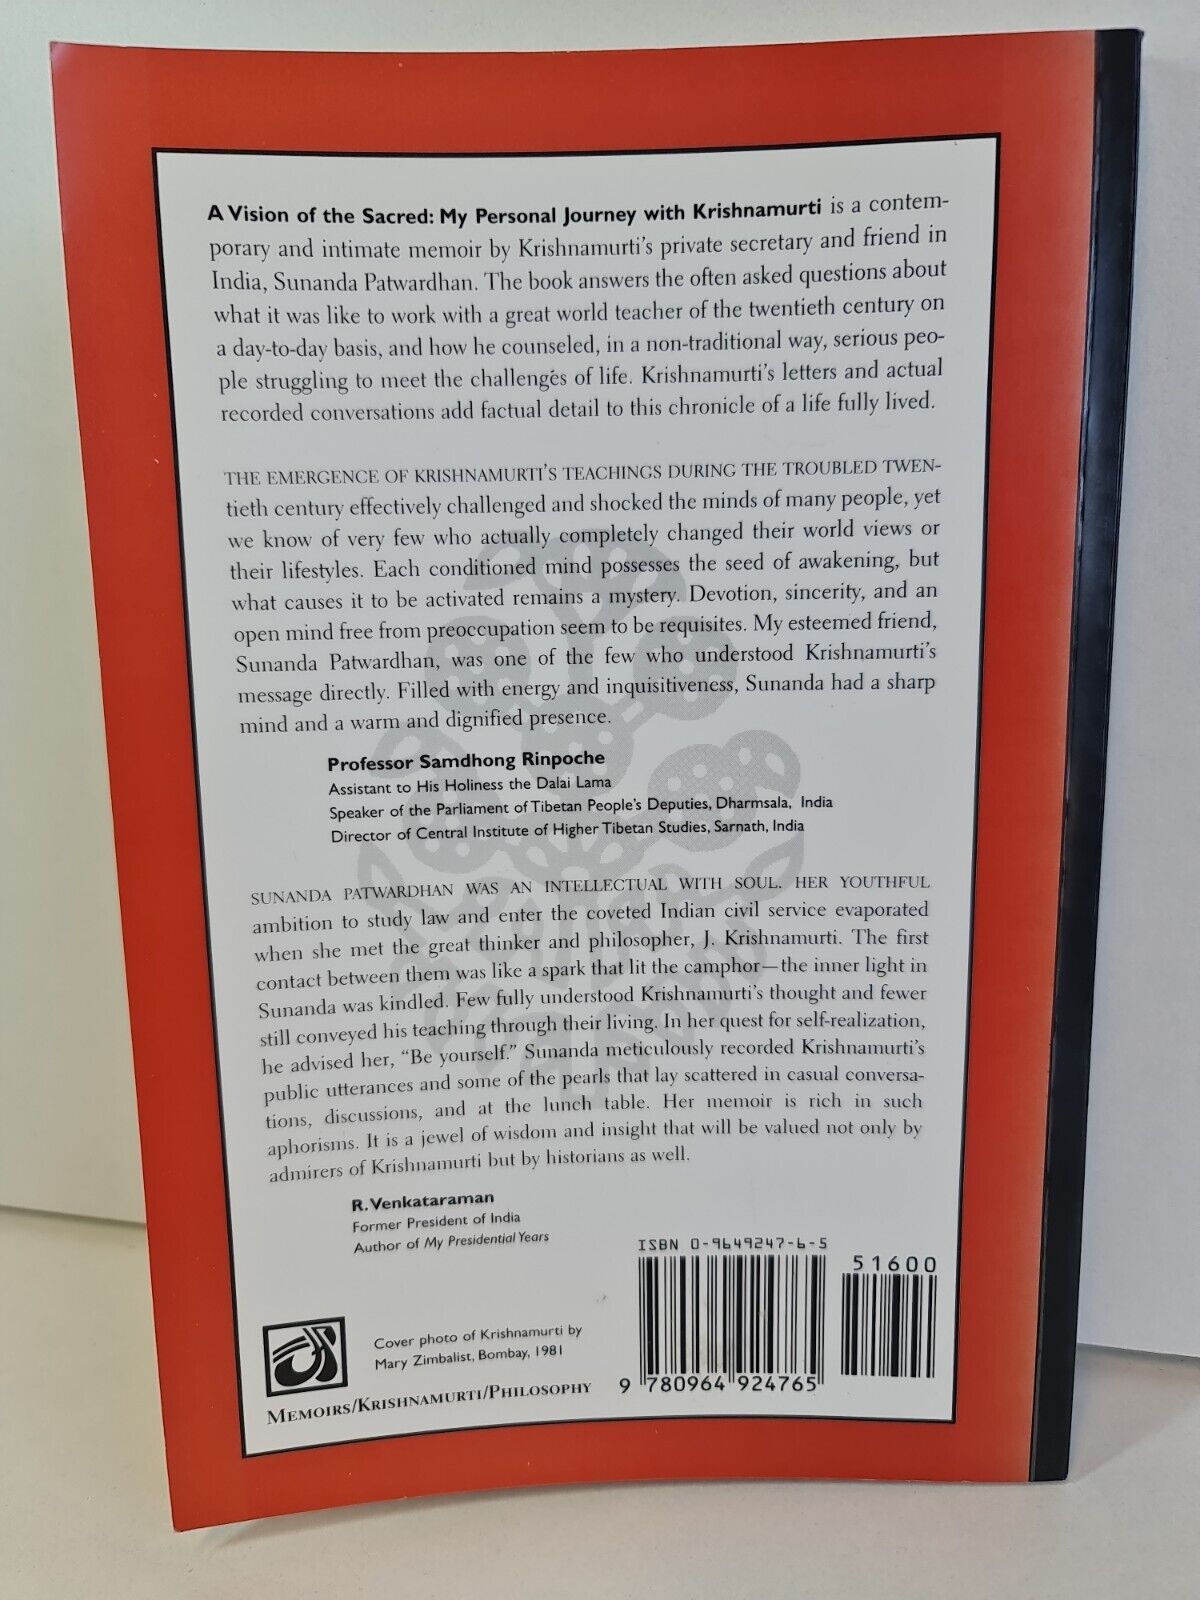 A Vision of the Sacred: My Personal Journey with Krishnamurti is a contem-
porary and intimate memoir by Krishnamurti's private secretary and friend in
India, Sunanda Patwardhan. The book answers the often asked questions about
what it was like to work with a great world teacher of the twentieth century on
a day-to-day basis, and how he counseled, in a non-traditional way, serious peo-
ple struggling to meet the challenges of life. Krishnamurti's letters and actual
recorded conversations add factual detail to this chronicle of a life fully lived.
THE EMERGENCE OF KRISHNAMURTI'S TEACHINGS DURING THE TROUBLED TWEN-
tieth century effectively challenged and shocked the minds of many people, yet
we know of very few who actually completely changed their world views or
their lifestyles. Each conditioned mind possesses the seed of awakening, but
what causes it to be activated remains a mystery. Devotion, sincerity, and an
open mind free from preoccupation seem to be requisites. My esteemed friend,
Sunanda Patwardhan, was one of the few who understood Krishnamurti's
message directly. Filled with energy and inquisitiveness, Sunanda had a sharp
mind and a warm and dignified presence.
Professor Samdhong Rinpoche
Assistant to His Holiness the Dalai Lama
Speaker of the Parliament of Tibetan People's Deputies, Dharmsala, India
Director of Central Institute of Higher Tibetan Studies, Sarnath, India
SUNANDA PATWARDHAN WAS AN INTELLECTUAL WITH SOUL. HER YOUTHFUL
ambition to study law and enter the coveted Indian civil service evaporated
when she met the great thinker and philosopher, J. Krishnamurti. The first
contact between them was like a spark that lit the camphor—the inner light in
Sunanda was kindled. Few fully understood Krishnamurti's thought and fewer
still conveyed his teaching through their living. In her quest for self-realization,
he advised her, "Be yourself." Sunanda meticulously recorded Krishnamurti's
public utterances and some of the pearls that lay scattered in casual conversa-
tions, discussions, and at the lunch table. Her memoir is rich in such
aphorisms. It is a jewel of wisdom and insight that will be valued not only by
admirers of Krishnamurti but by historians as well.
R. Venkataraman
Former President of India
Author of My Presidential Years
ISBN 0-9649247-6-5
51600
Cover photo of Krishnamurti by
Mary Zimbalist, Bombay, 1981
9 780964 924765
MEMOIRS/KRISHNAMURTI/PHILOSOPHY